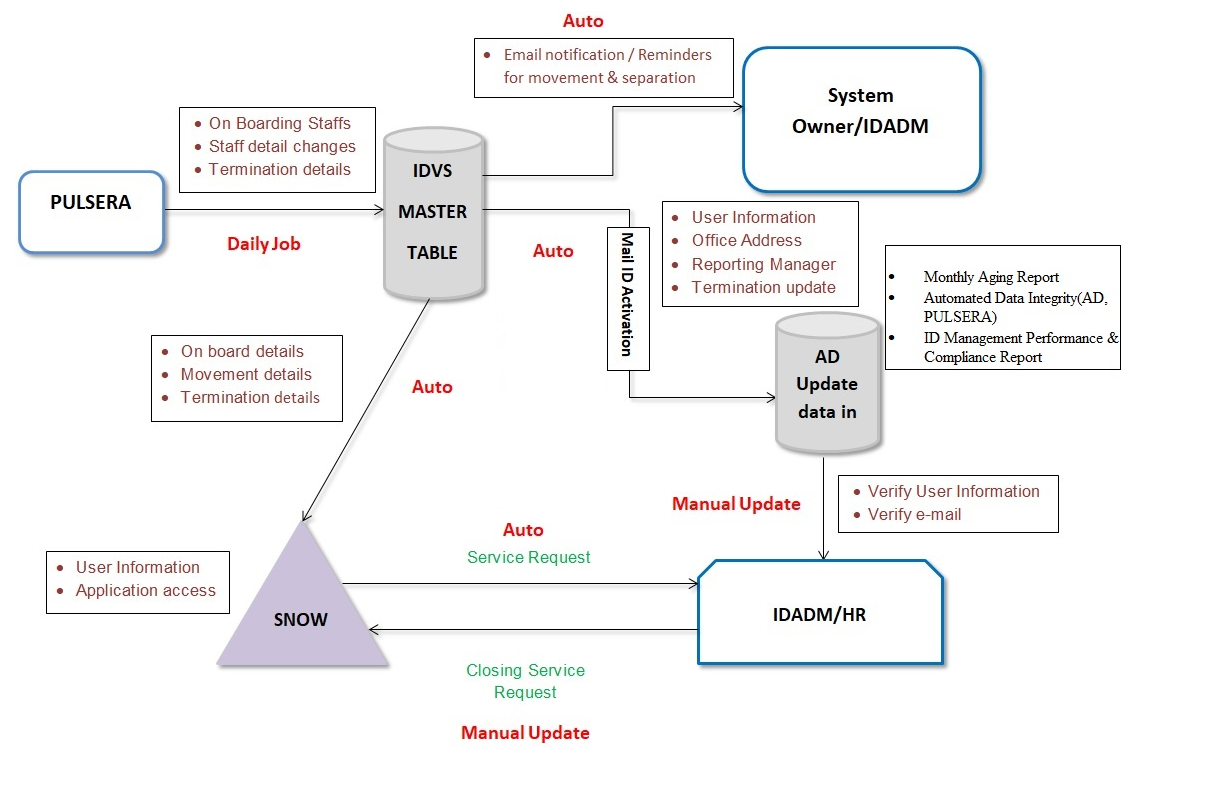 Auto
• Email notification / Reminders
for movement & separation
System
Owner/IDADM
• On Boarding Staffs
• Staff detail changes
• Termination details
PULSERA
Daily Job
IDVS
MASTER
TABLE
Auto
Mail ID Activation
• User Information
• Office Address
• Reporting Manager
• Termination update
• Monthly Aging Report
• Automated Data Integrity(AD,
PULSERA)
• ID Management Performance &
Compliance Report
AD
Update
data in
• On board details
• Movement details
• Termination details
Auto
Manual Update
• Verify User Information
• Verify e-mail
Auto
Service Request
• User Information
• Application access
SNOW
IDADM/HR
Closing Service
Request
Manual Update